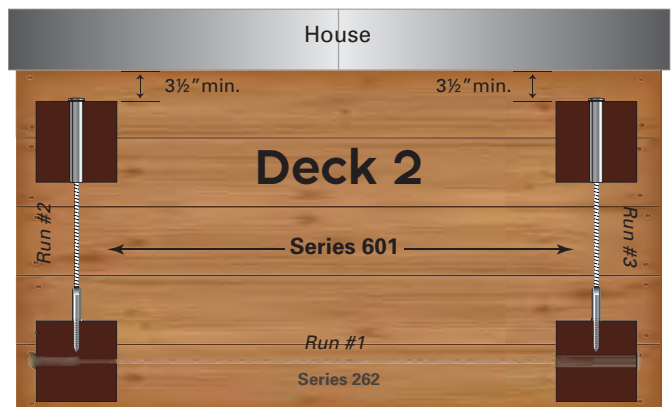 House
3½” min.
3½” min.
Deck 2
Run #2
Series 601
Run #3
Run #1
Series 262